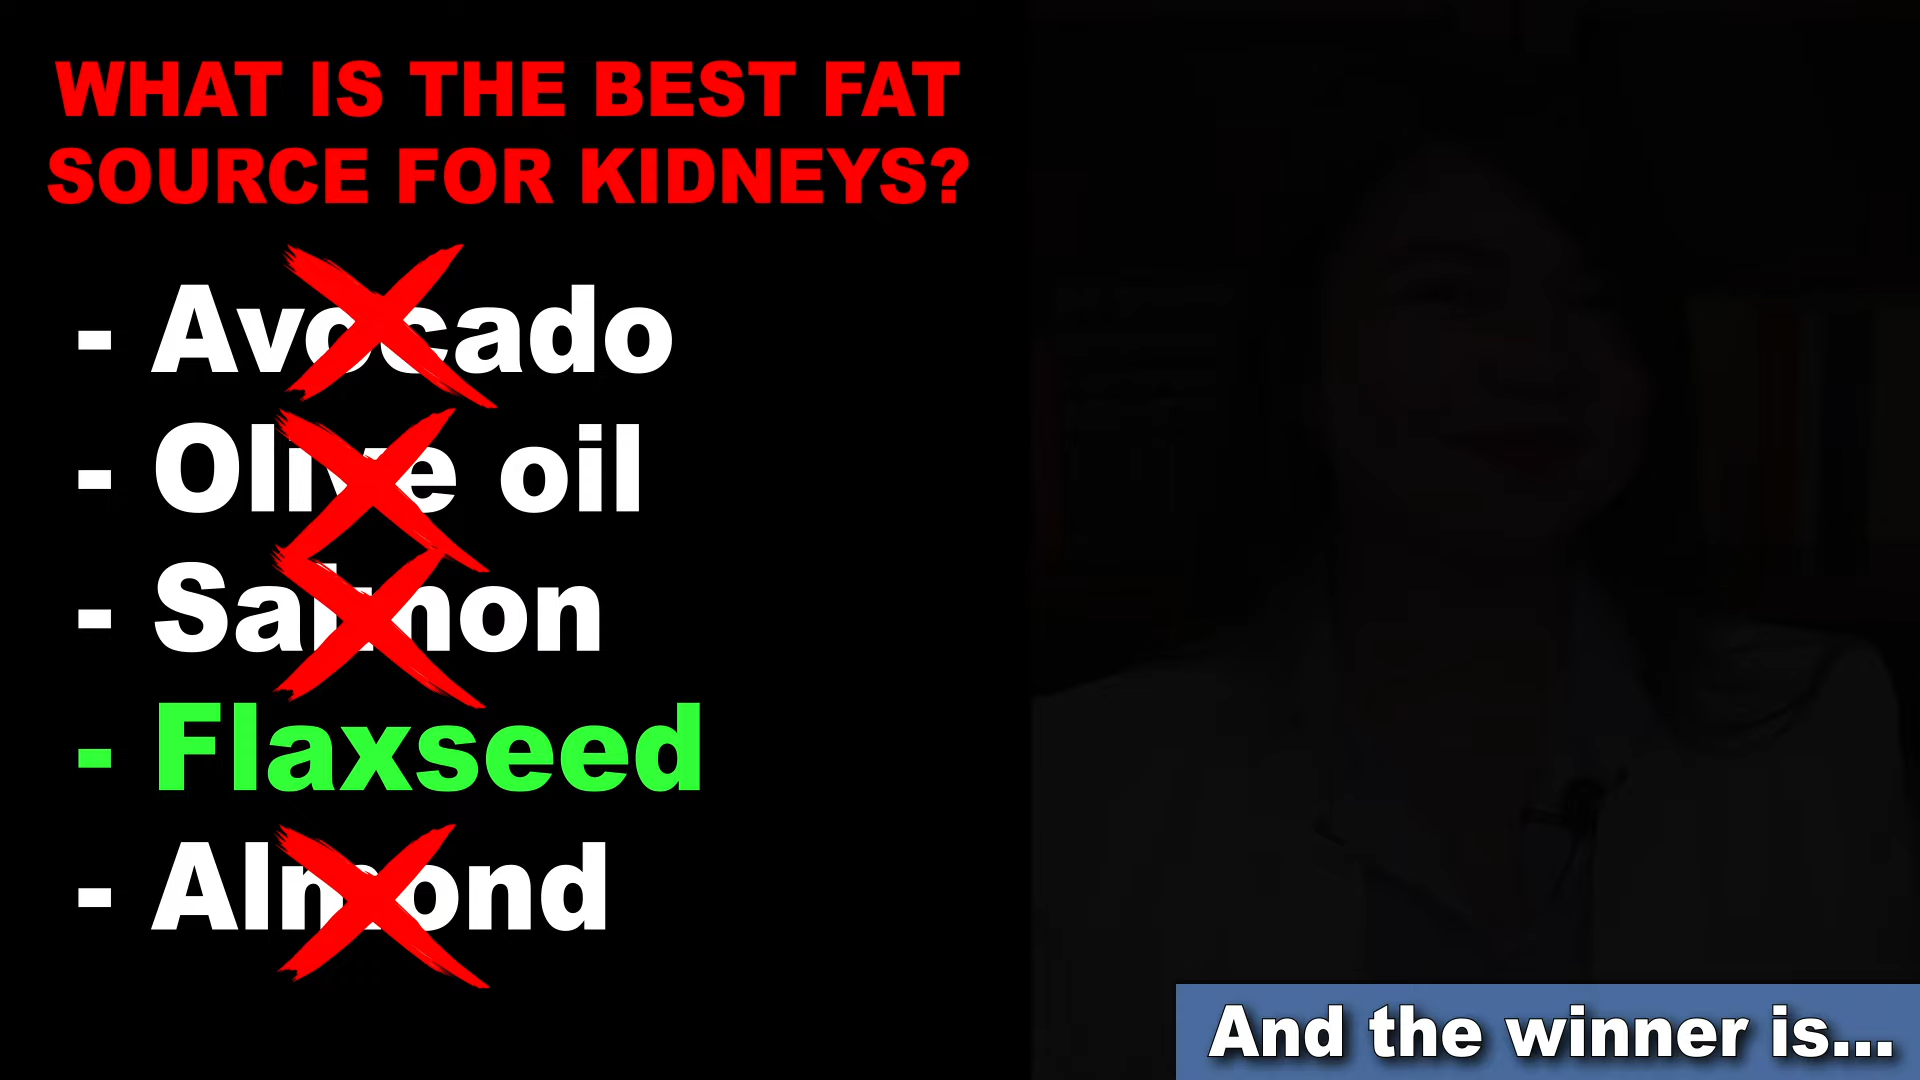 WHAT IS THE BEST FAT
SOURCE FOR KIDNEYS?
- Avocado
- Olive oil
- Salmon
- Flaxseed
- Almond
And the winner is...